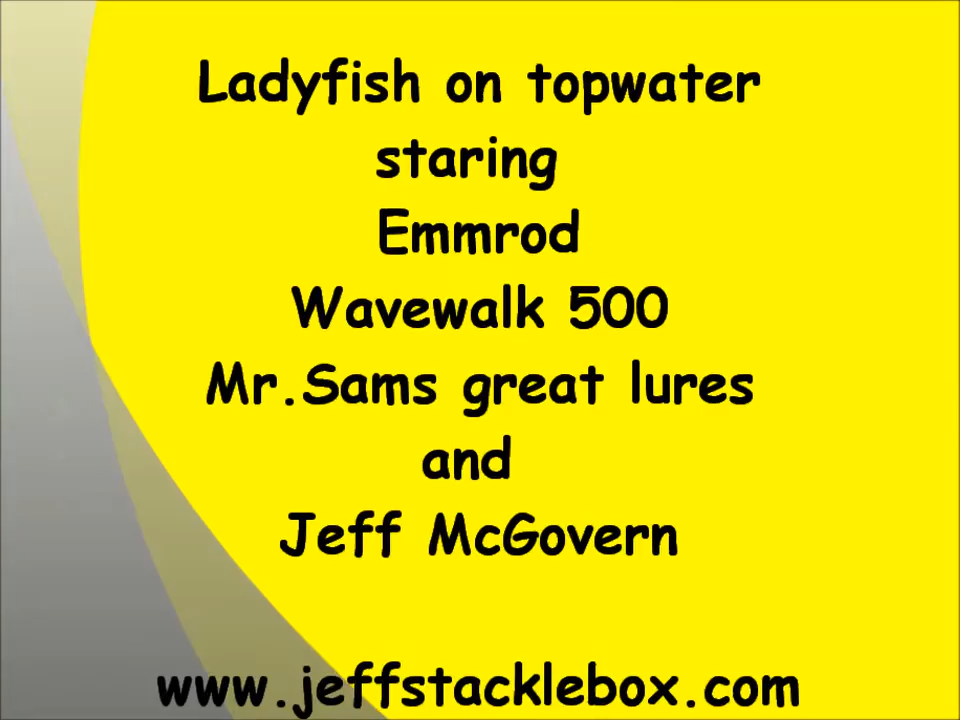 Ladyfish on topwater
staring
Emmrod
Wavewalk 500
Mr.Sams great lures
and
Jeff McGovern
www.jeffstacklebox.com